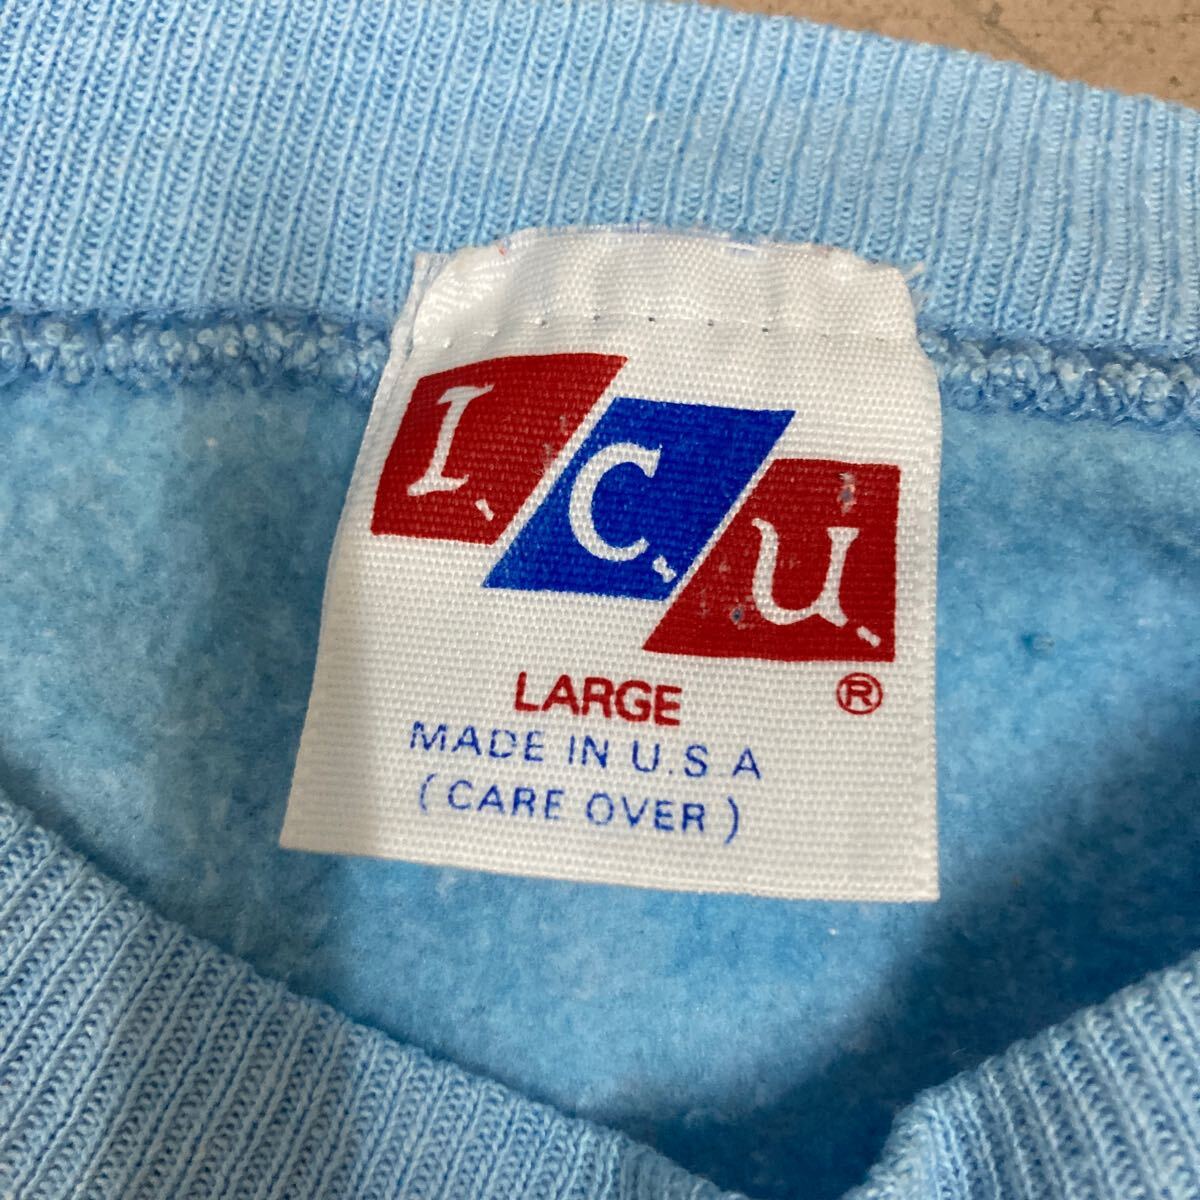 I.C.U.
LARGE ®
MADE IN U.S.A
(CARE OVER)